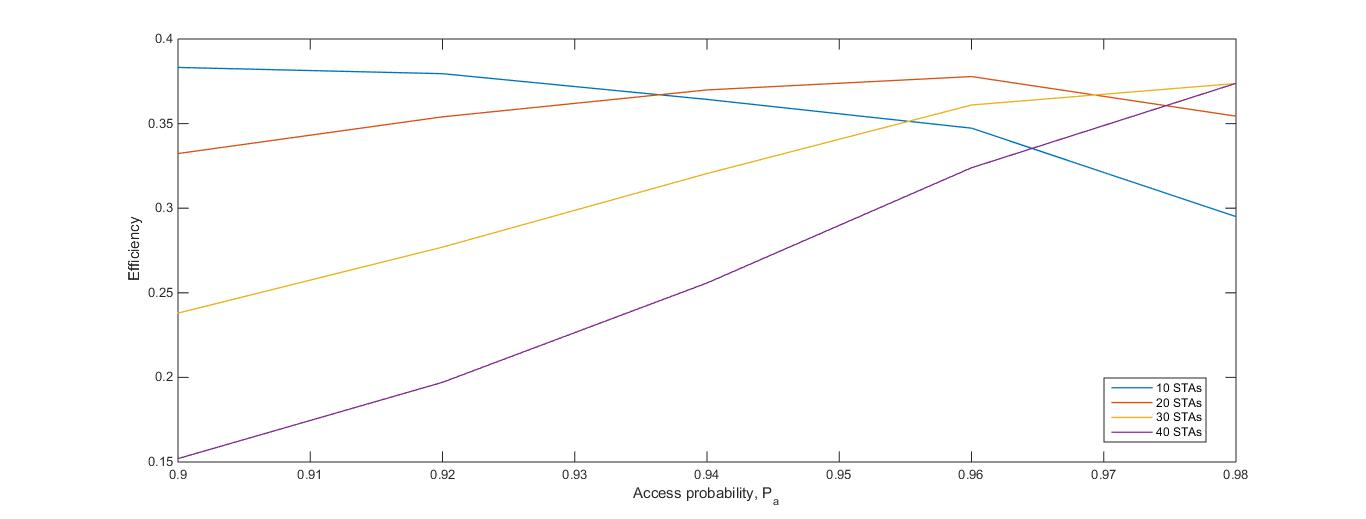 0.4
0.35
0.3
0.25
0.2
0.15
Efficiency
0.9 0.91 0.92 0.93 0.94 0.95 0.96 0.97 0.98
Access probability, P a
10 STAs
20 STAs
30 STAs
40 STAs